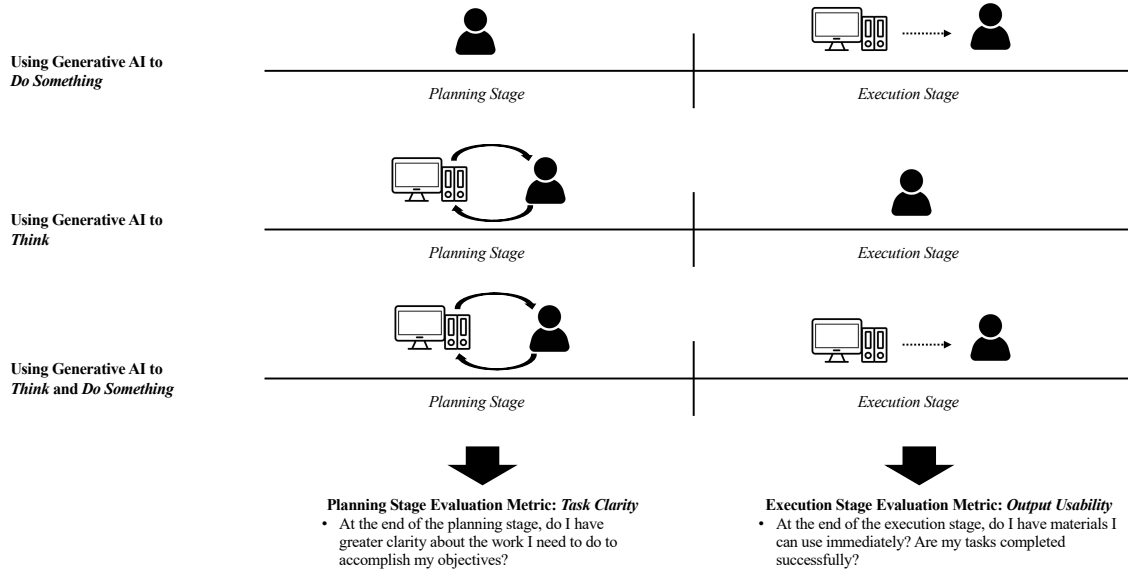 Using Generative AI to
Do Something
Planning Stage
Execution Stage
Using Generative AI to
Think
Planning Stage
Execution Stage
Using Generative AI to
Think and Do Something
Planning Stage
Execution Stage
Planning Stage Evaluation Metric: Task Clarity
• At the end of the planning stage, do I have
greater clarity about the work I need to do to
accomplish my objectives?
Execution Stage Evaluation Metric: Output Usability
• At the end of the execution stage, do I have materials I
can use immediately? Are my tasks completed
successfully?